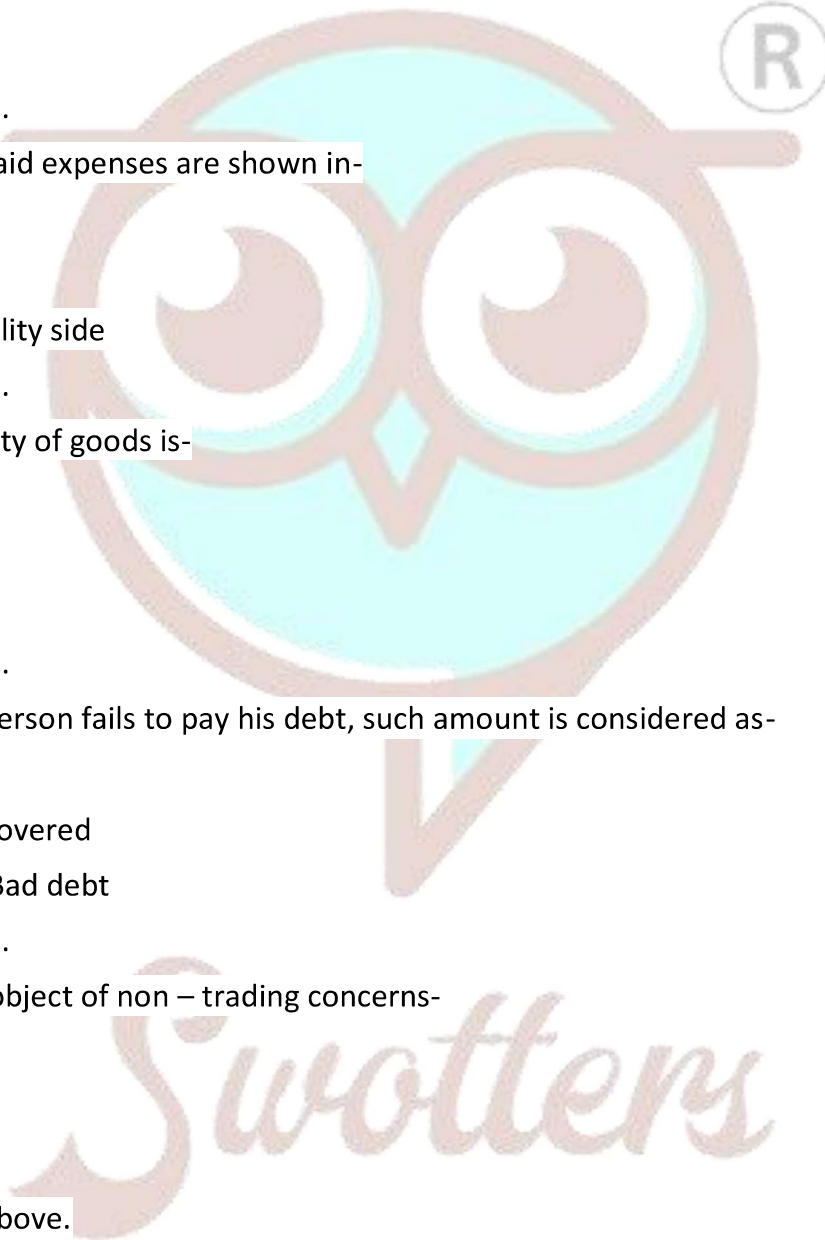 R
.
aid expenses are shown in-
lity side
.
ty of goods is-
.
erson fails to pay his debt, such amount is considered as-
overed
Bad debt
.
object of non – trading concerns-
Swotters
bove.